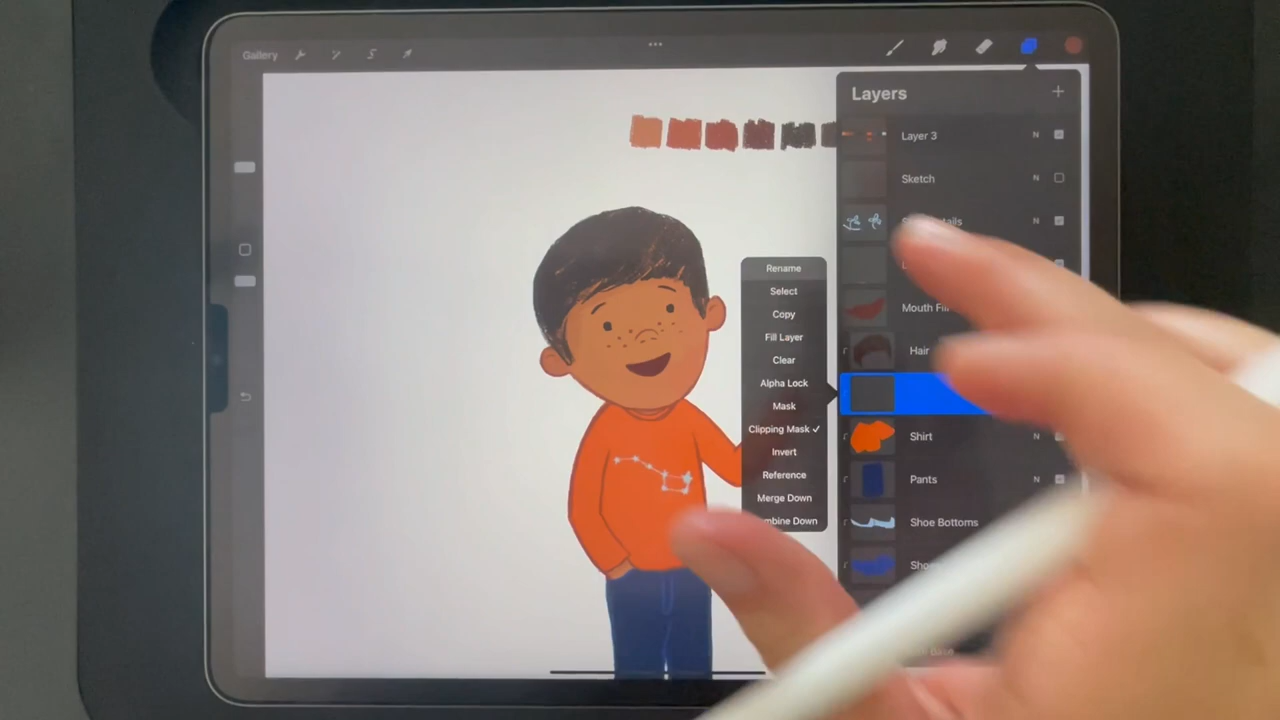 Gallery
Layers
Layer 3 N
Sketch N
N
Rename
Select
Copy
Mouth
Fill Layer
Hair
Clear
Alpha Lock
Mask
Clipping Mask ✓
Shirt N
Invert
Reference
Pants N
Merge Down
Shoe Bottoms
Down